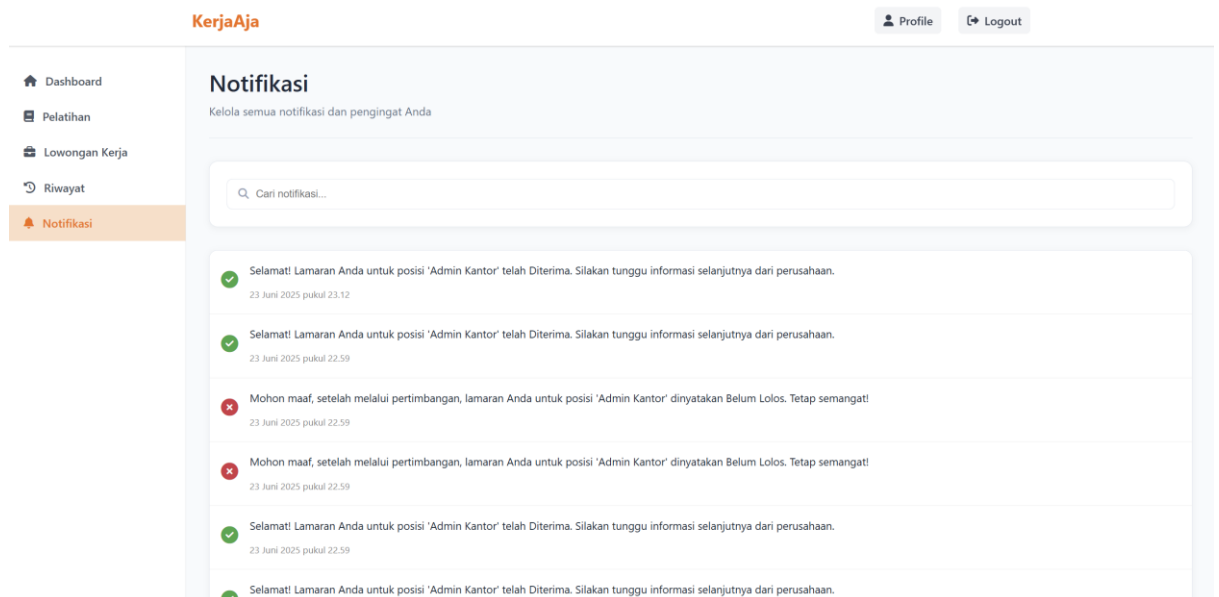 KerjaAja
Profile
Logout
Dashboard
Pelatihan
Lowongan Kerja
Riwayat
Notifikasi
Notifikasi
Kelola semua notifikasi dan pengingat Anda
Cari notifikasi...
Selamat! Lamaran Anda untuk posisi 'Admin Kantor' telah Diterima. Silakan tunggu informasi selanjutnya dari perusahaan.
23 Juni 2025 pukul 23.12
Selamat! Lamaran Anda untuk posisi 'Admin Kantor' telah Diterima. Silakan tunggu informasi selanjutnya dari perusahaan.
23 Juni 2025 pukul 22.59
Mohon maaf, setelah melalui pertimbangan, lamaran Anda untuk posisi 'Admin Kantor' dinyatakan Belum Lolos. Tetap semangat!
23 Juni 2025 pukul 22.59
Mohon maaf, setelah melalui pertimbangan, lamaran Anda untuk posisi 'Admin Kantor' dinyatakan Belum Lolos. Tetap semangat!
23 Juni 2025 pukul 22.59
Selamat! Lamaran Anda untuk posisi 'Admin Kantor' telah Diterima. Silakan tunggu informasi selanjutnya dari perusahaan.
23 Juni 2025 pukul 22.59
Selamat! Lamaran Anda untuk posisi 'Admin Kantor' telah Diterima. Silakan tunggu informasi selanjutnya dari perusahaan.